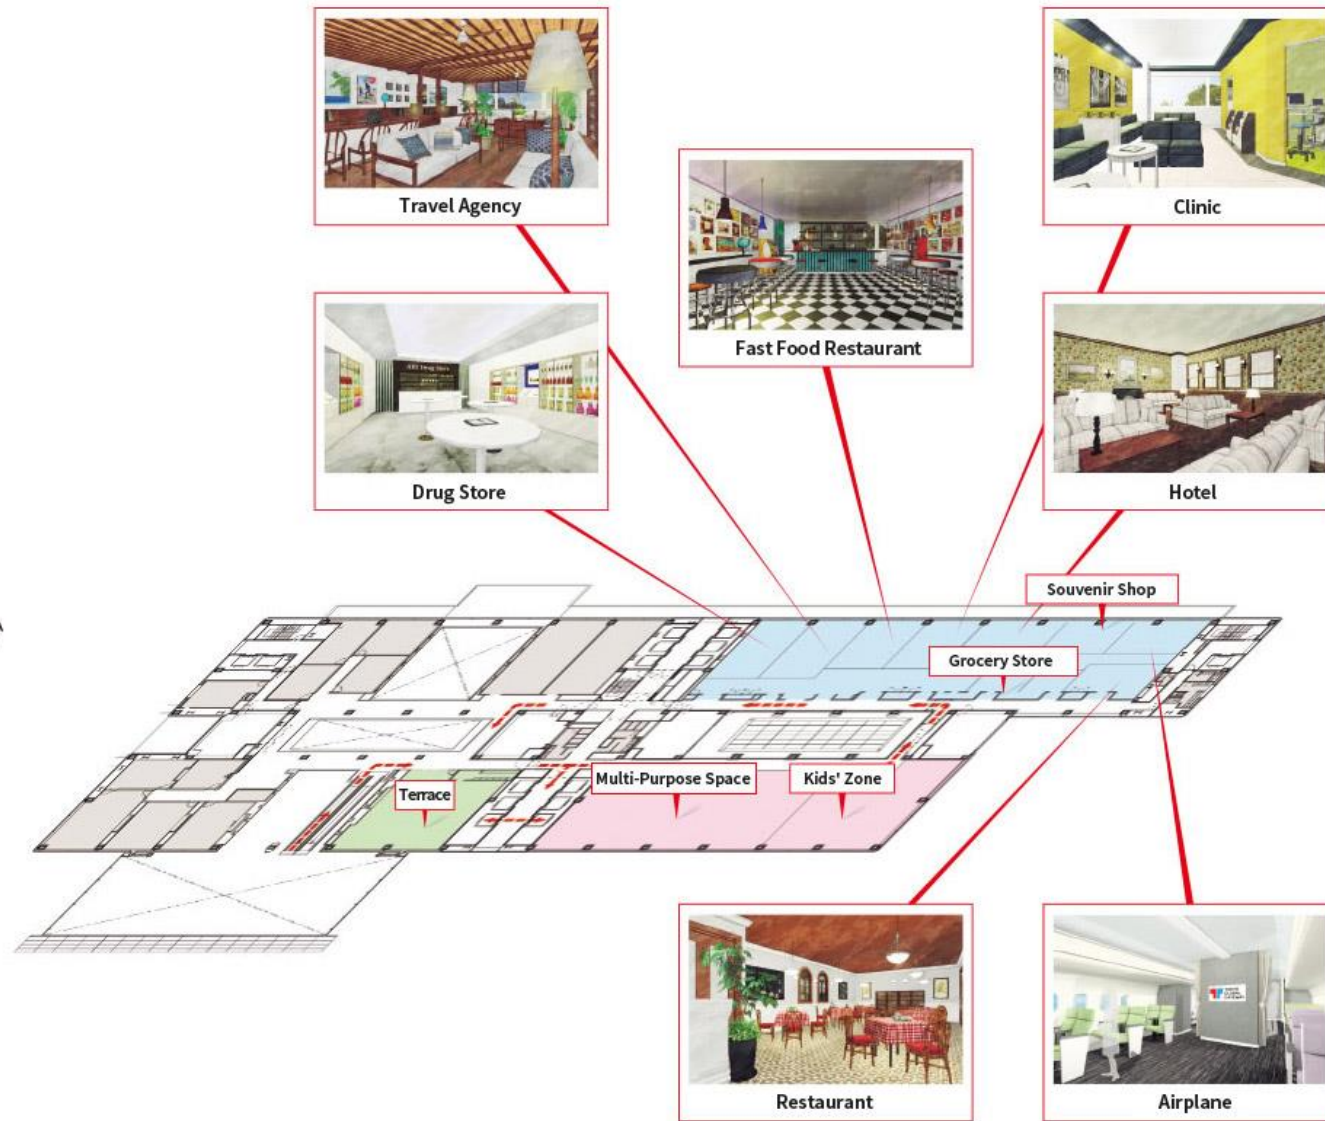 Travel Agency
Clinic
Fast Food Restaurant
Drug Store
Hotel
Souvenir Shop
Grocery Store
Multi-Purpose Space
Kids' Zone
Terrace
Restaurant
Airplane